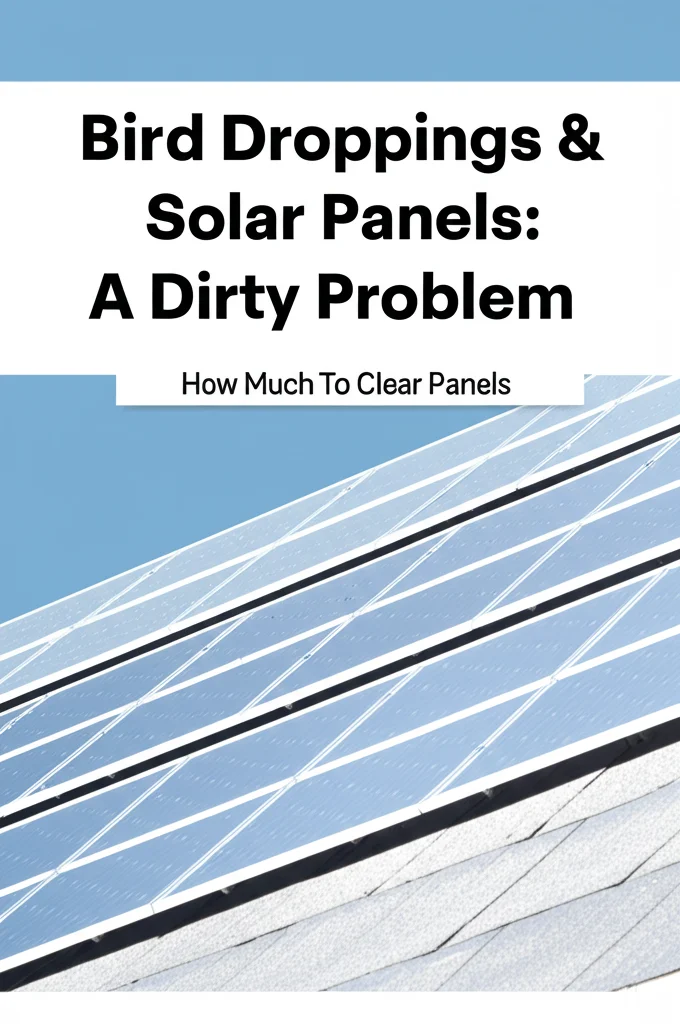 Bird Droppings &
Solar Panels:
A Dirty Problem
How Much To Clear Panels